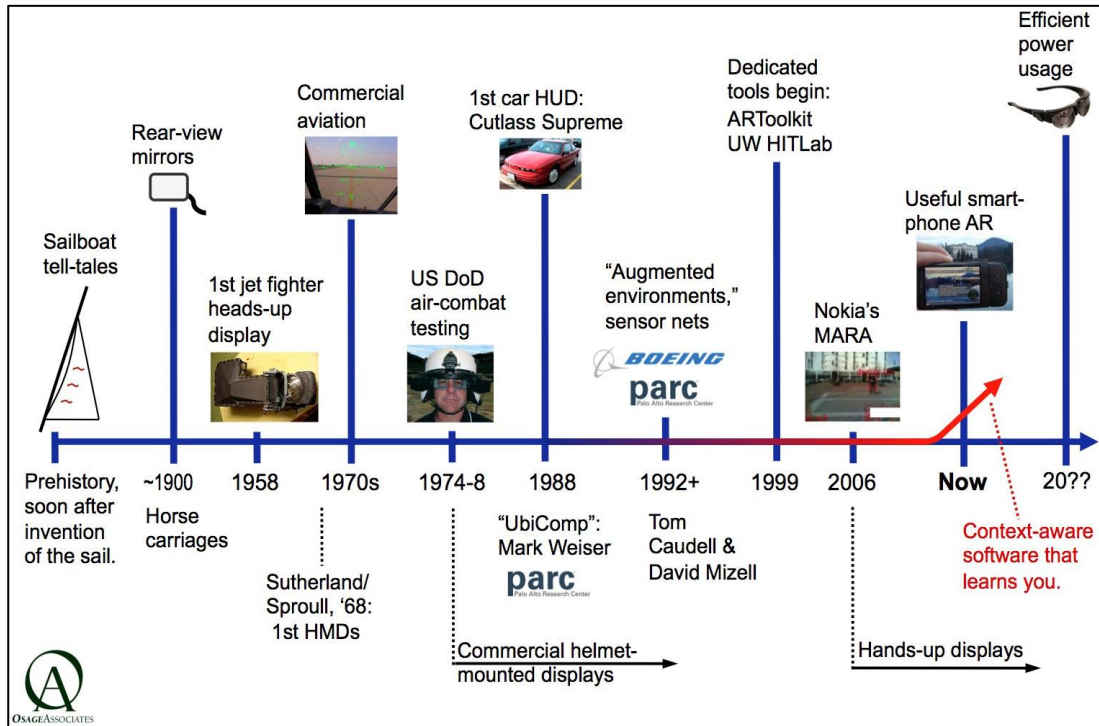 Sailboat
tell-tales
Rear-view
mirrors
1st jet fighter
heads-up
display
Commercial
aviation
US DoD
air-combat
testing
1st car HUD:
Cutlass Supreme
“Augmented
environments,”
sensor nets
BOEING
parc
Palo Alto Research Center
Dedicated
tools begin:
ARToolkit
UW HITLab
Nokia’s
MARA
Useful smart-
phone AR
Efficient
power
usage
Prehistory,
soon after
invention
of the sail.
~1900
Horse
carriages
1958
1970s
Sutherland/
Sproull, ‘68:
1st HMDs
1974-8
Commercial helmet-
mounted displays
1988
“UbiComp”:
Mark Weiser
parc
Palo Alto Research Center
1992+
Tom
Caudell &
David Mizell
1999
2006
Hands-up displays
Now
Context-aware
software that
learns you.
20??
OA
OSAGEASSOCIATES